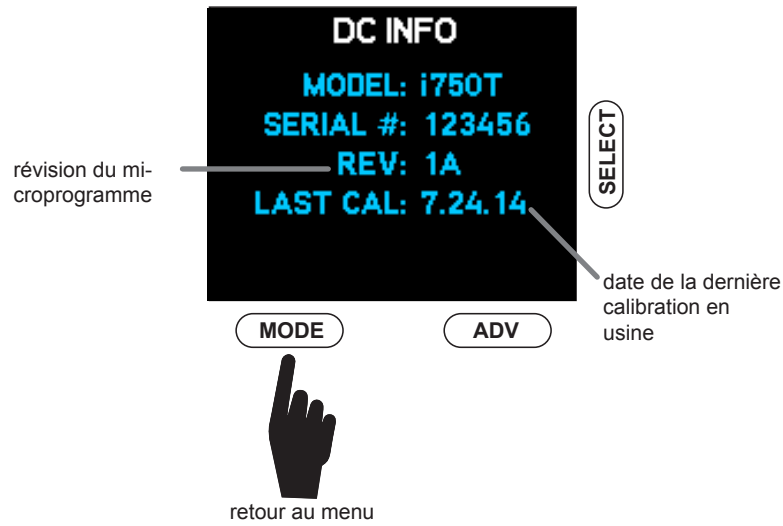 DC INFO
MODEL: i750T
SERIAL #: 123456
REV: 1A
LAST CAL: 7.24.14
SELECT
révision du mi-
croprogramme
date de la dernière
calibration en
usine
MODE
ADV
retour au menu